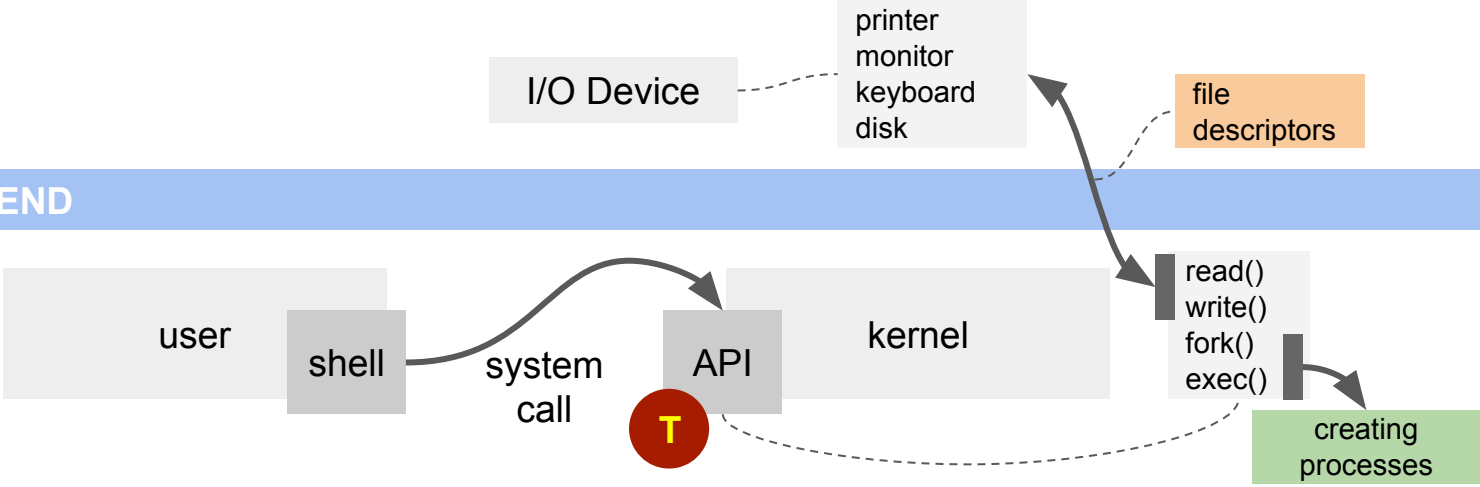 printer
monitor
keyboard
disk
I/O Device
file
descriptors
END
user
shell
system
call
API
T
kernel
read()
write()
fork()
exec()
creating
processes